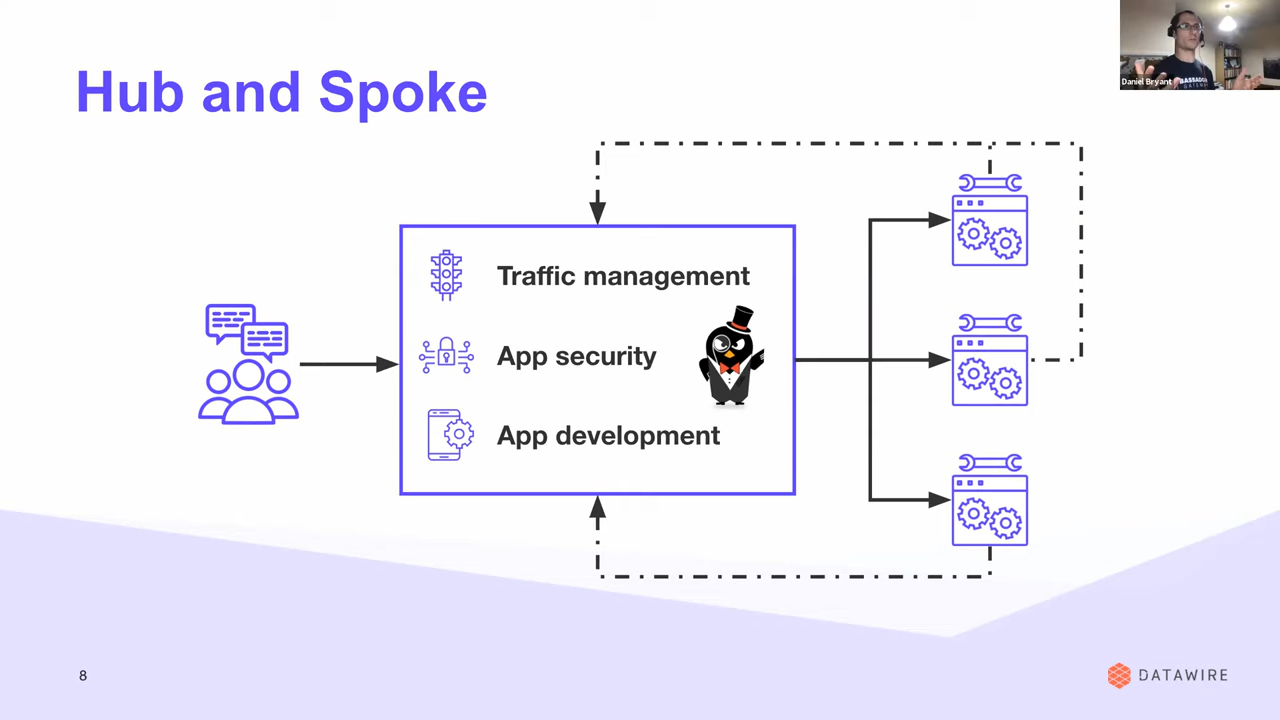 Hub and Spoke
Daniel Bryant
Traffic management
App security
App development
8
DATAWIRE